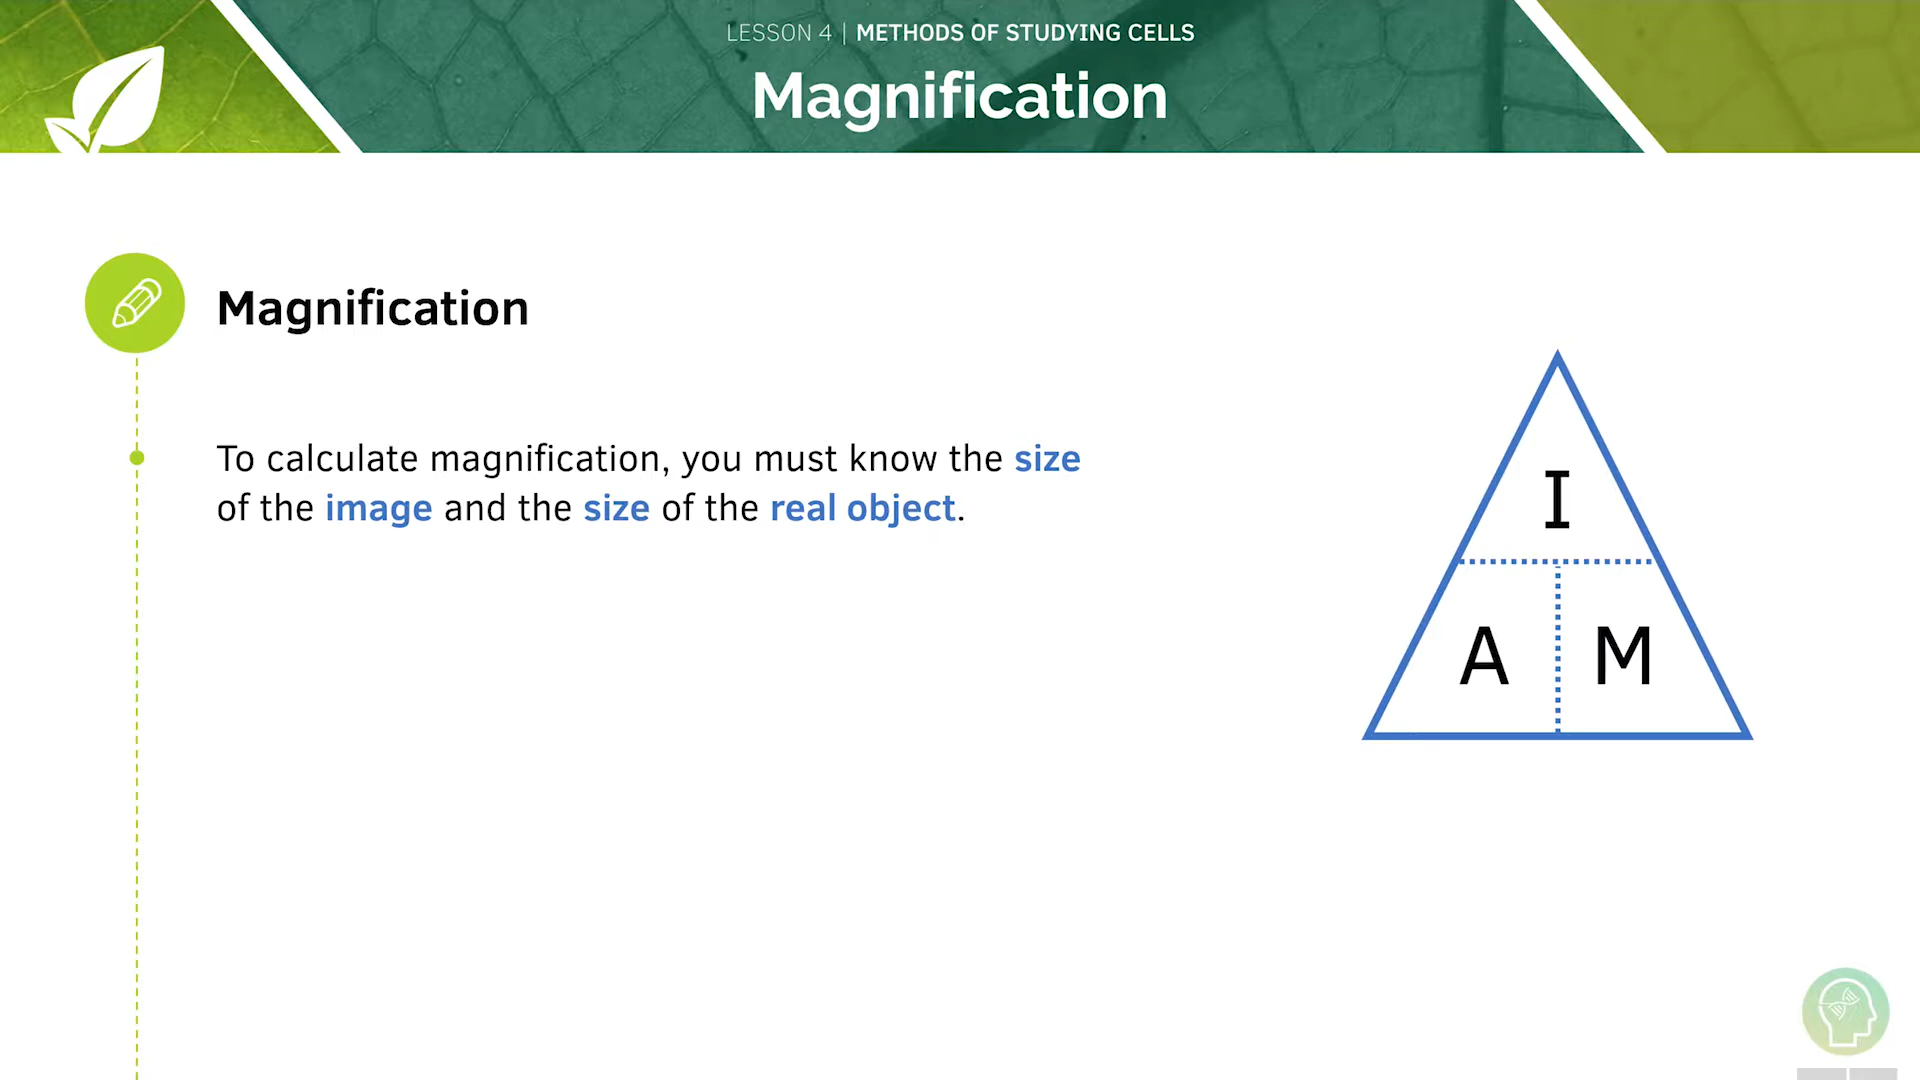 LESSON 4 | METHODS OF STUDYING CELLS
Magnification
Magnification
To calculate magnification, you must know the size
of the image and the size of the real object.
I
A M